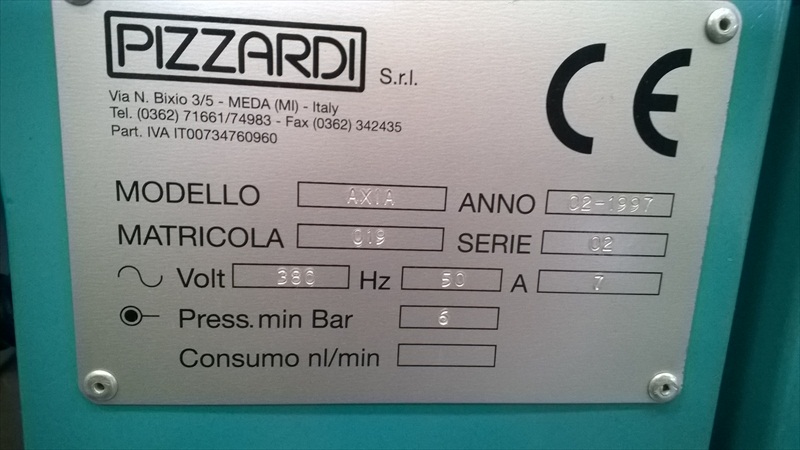 PIZZARDI S.r.l.
Via N. Bixio 3/5 - MEDA (MI) - Italy
Tel. (0362) 71661/74983 - Fax (0362) 342435
Part. IVA IT00734760960
CE
MODELLO AXIA ANNO 02-1997
MATRICOLA 019 SERIE 02
Volt 380 Hz 50 A 7
Press. min Bar 6
Consumo nl/min